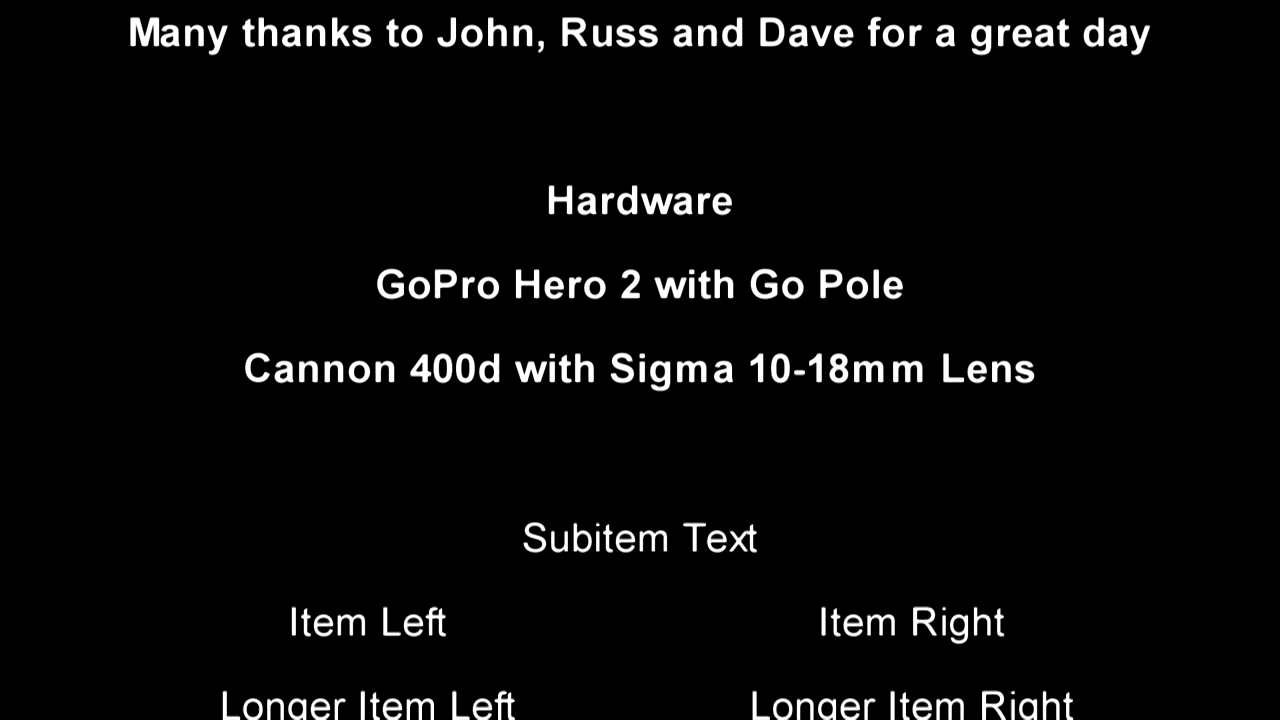 Many thanks to John, Russ and Dave for a great day
Hardware
GoPro Hero 2 with Go Pole
Cannon 400d with Sigma 10-18mm Lens
Subitem Text
Item Left Item Right
Longer Item Left Longer Item Right